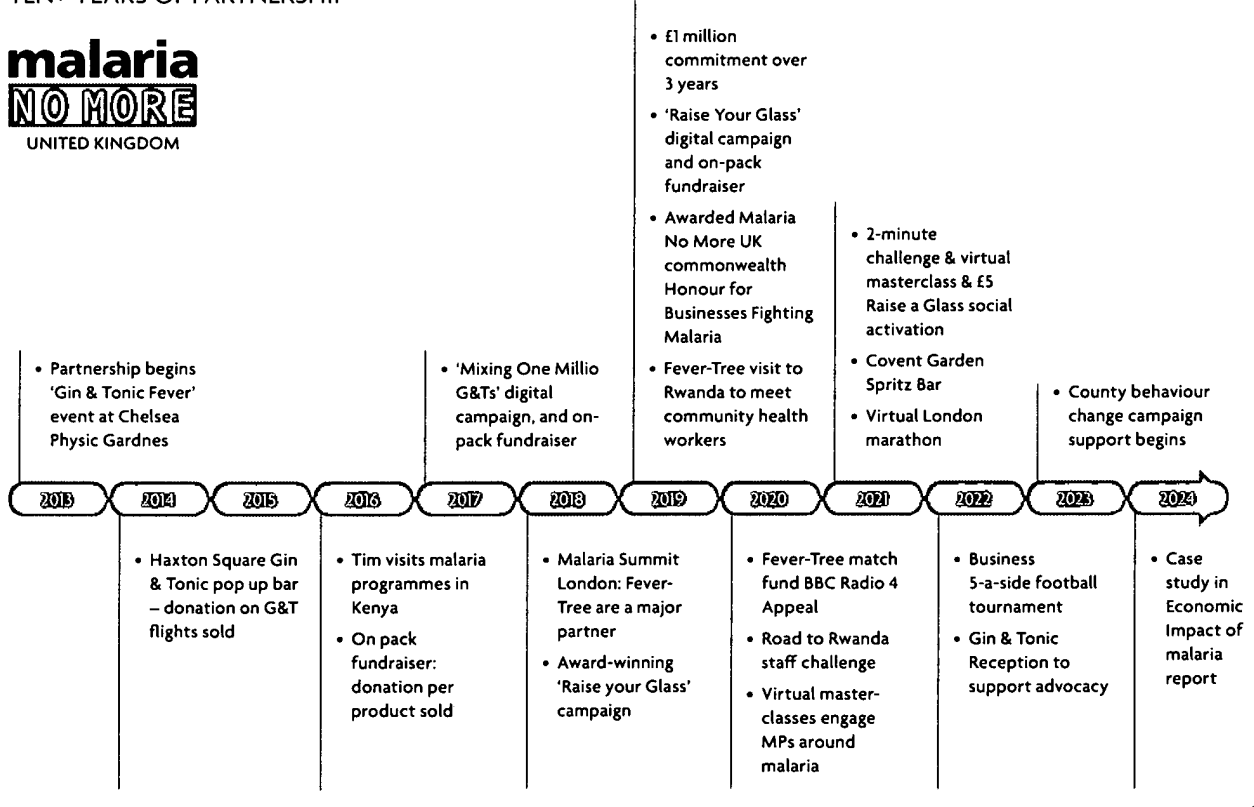 TEN+ YEARS OF PARTNERSHIP
malaria
NO MORE
UNITED KINGDOM
• £1 million
commitment over
3 years
• 'Raise Your Glass'
digital campaign
and on-pack
fundraiser
• Awarded Malaria
No More UK
commonwealth
Honour for
Businesses Fighting
Malaria
• Fever-Tree visit to
Rwanda to meet
community health
workers
• 2-minute
challenge & virtual
masterclass & £5
Raise a Glass social
activation
• Covent Garden
Spritz Bar
• Virtual London
marathon
• Partnership begins
'Gin & Tonic Fever'
event at Chelsea
Physic Gardnes
• 'Mixing One Millio
G&Ts' digital
campaign, and on-
pack fundraiser
• County behaviour
change campaign
support begins
2013 2014 2015 2016 2017 2018 2019 2020 2021 2022 2023 2024
• Haxton Square Gin
& Tonic pop up bar
– donation on G&T
flights sold
• Tim visits malaria
programmes in
Kenya
• On pack
fundraiser:
donation per
product sold
• Malaria Summit
London: Fever-
Tree are a major
partner
• Award-winning
'Raise your Glass'
campaign
• Fever-Tree match
fund BBC Radio 4
Appeal
• Road to Rwanda
staff challenge
• Virtual master-
classes engage
MPs around
malaria
• Business
5-a-side football
tournament
• Gin & Tonic
Reception to
support advocacy
• Case
study in
Economic
Impact of
malaria
report